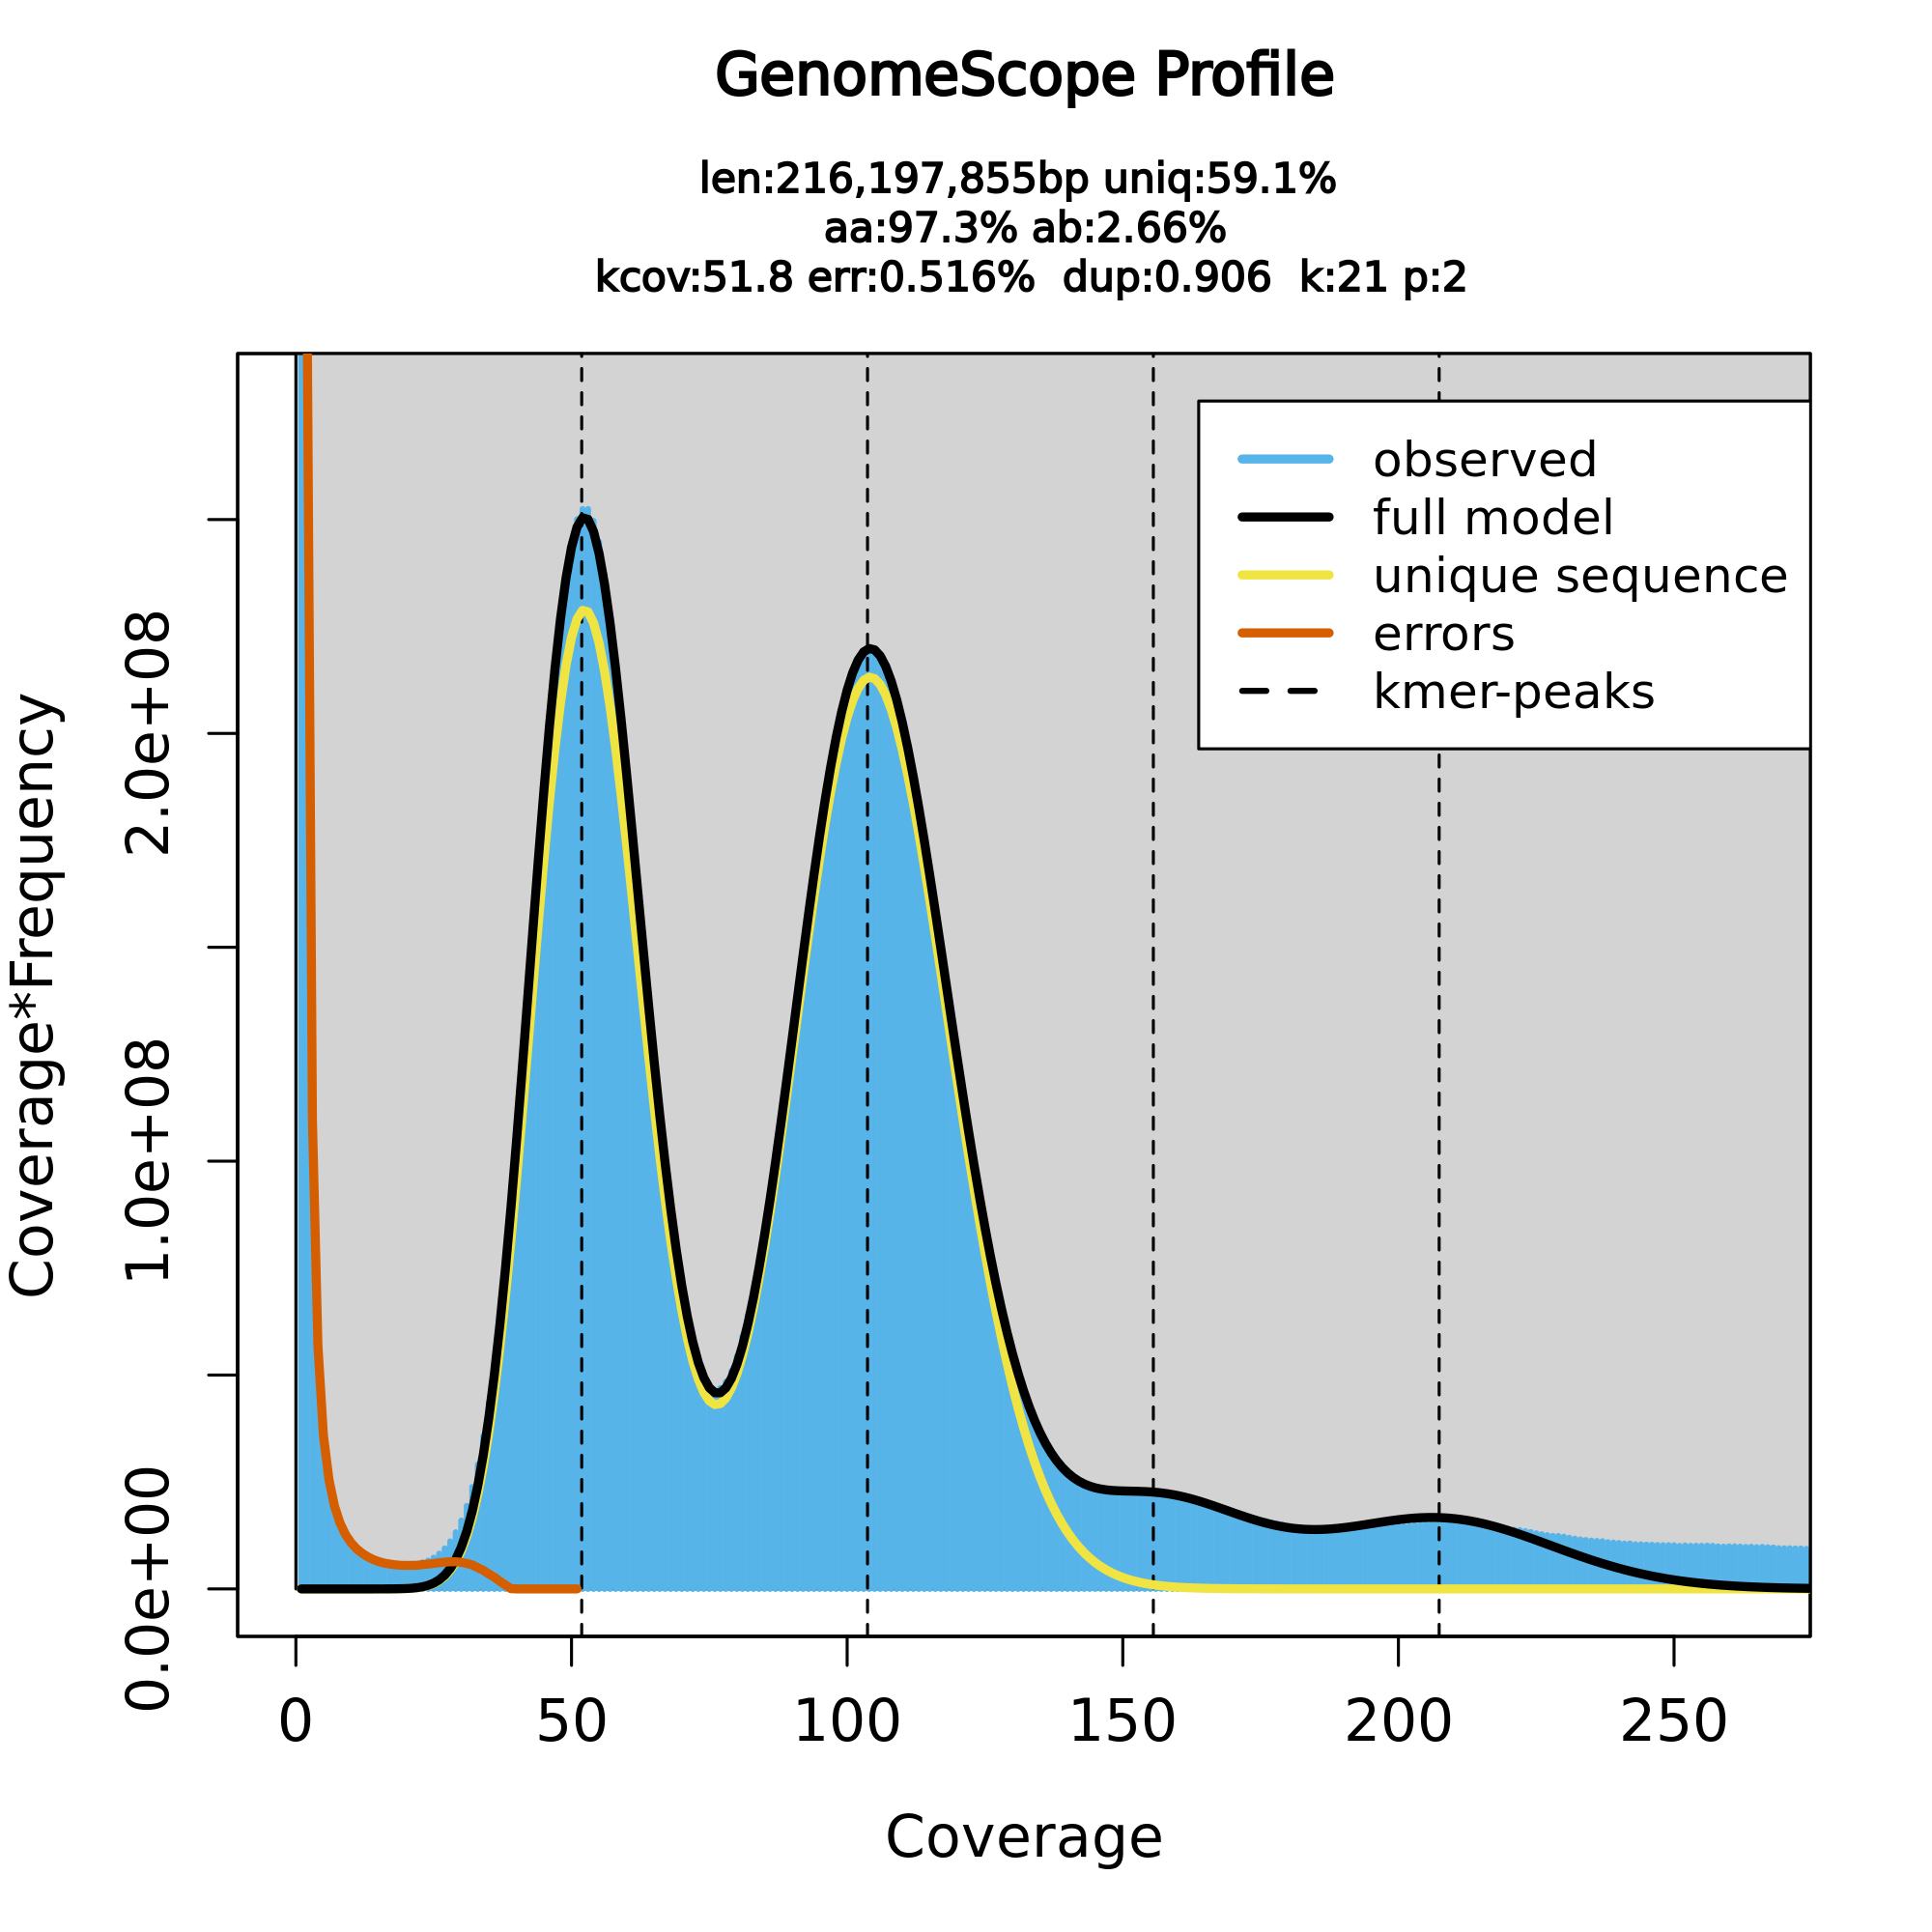 GenomeScope Profile
len:216,197,855bp uniq:59.1%
aa:97.3% ab:2.66%
kcov:51.8 err:0.516%  dup:0.906  k:21 p:2
observed
full model
unique sequence
errors
kmer-peaks
Coverage*Frequency
2.0e+08
1.0e+08
0.0e+00
0 50 100 150 200 250
Coverage